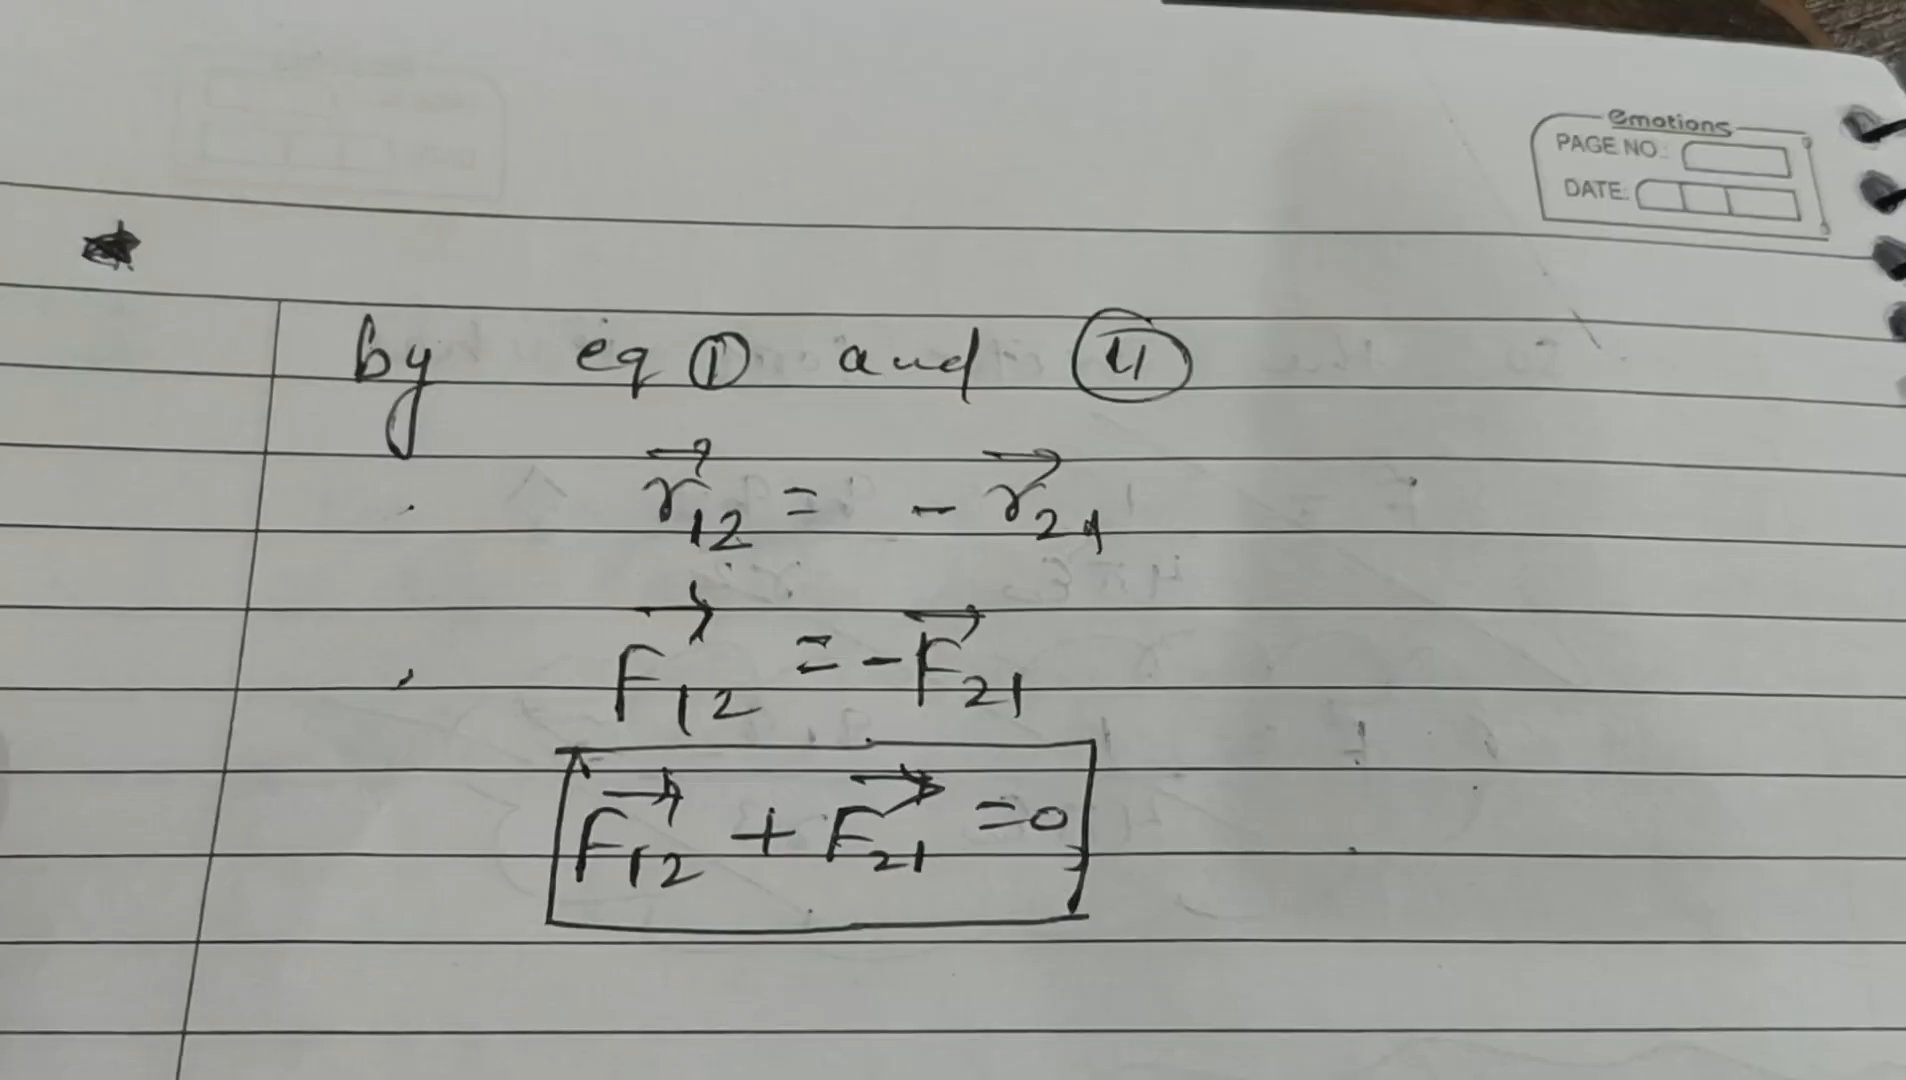 emotions
PAGE NO.:
DATE:
by eq ① and ④
r⃗₁₂ = - r⃗₂₁
F⃗₁₂ = - F⃗₂₁
F⃗₁₂ + F⃗₂₁ = 0